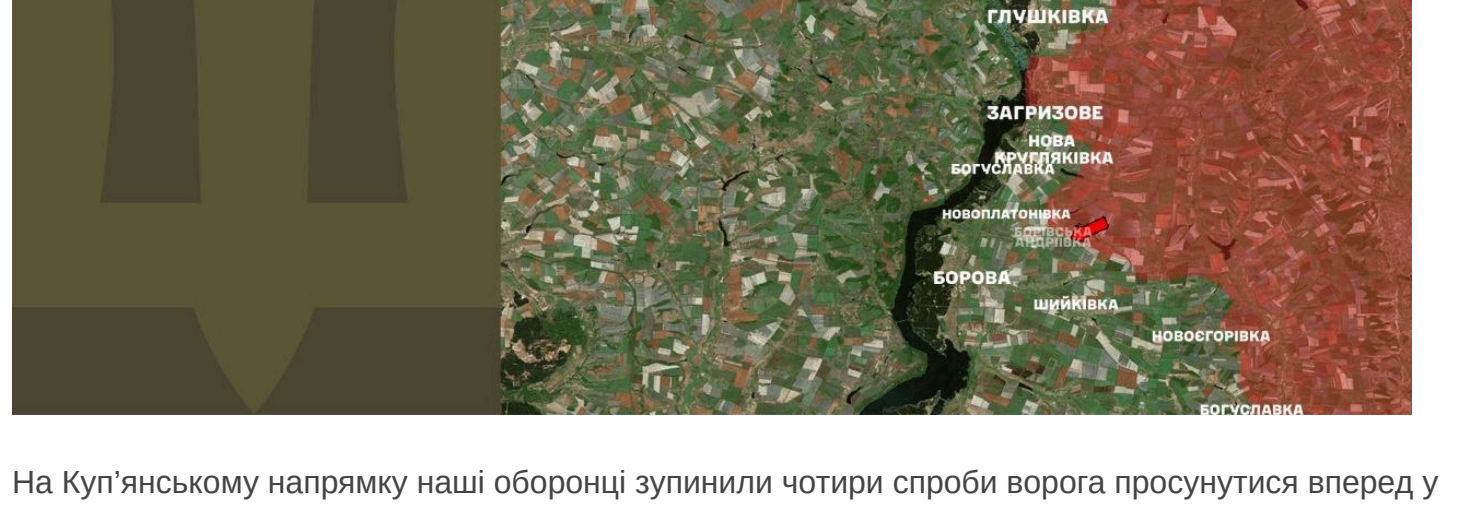 ГЛУШКІВКА
ЗАГРИЗОВЕ
НОВА
КРУГЛЯКІВКА
БОГУСЛАВКА
НОВОПЛАТОНІВКА
БОРІВСЬКА
АНДРІЇВКА
БОРОВА
ШИЙКІВКА
НОВОЄГОРІВКА
БОГУСЛАВКА
На Куп’янському напрямку наші оборонці зупинили чотири спроби ворога просунутися вперед у